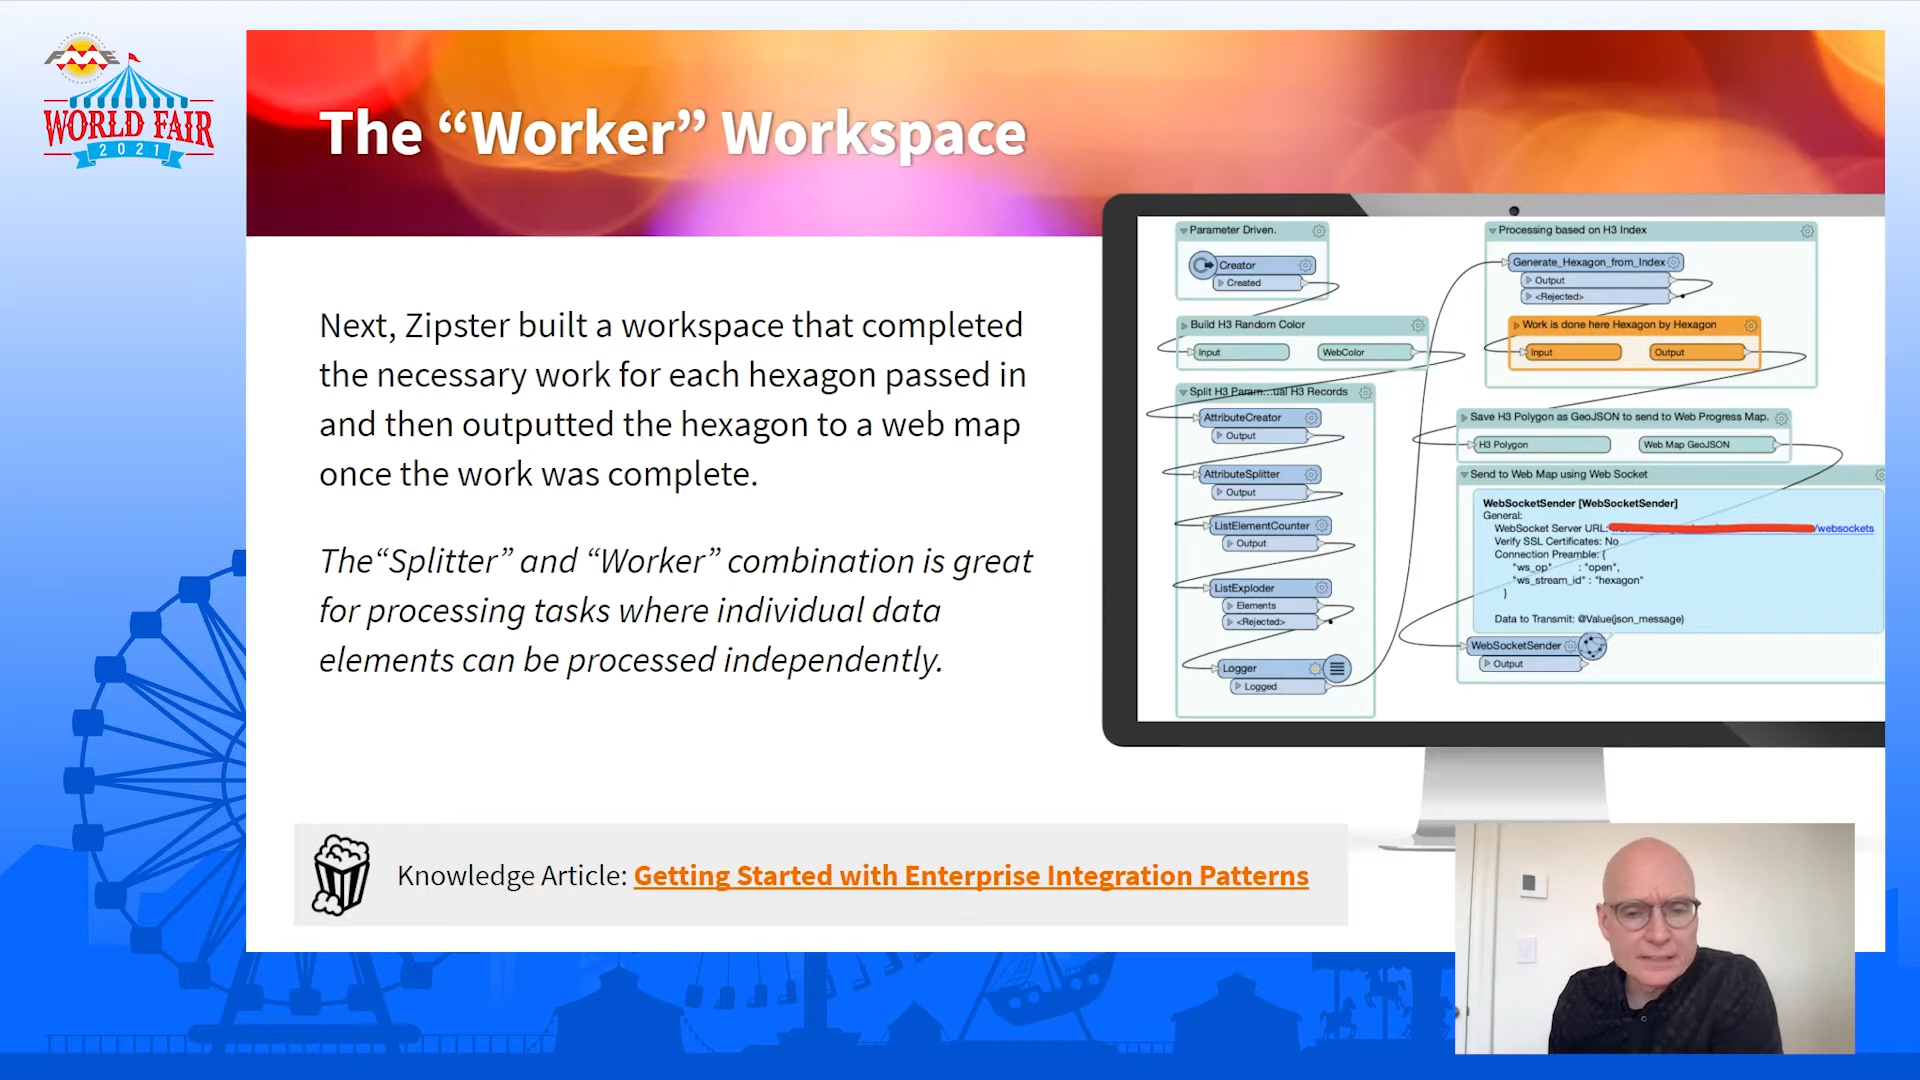 FME
WORLD FAIR
2021
The “Worker” Workspace
Next, Zipster built a workspace that completed
the necessary work for each hexagon passed in
and then outputted the hexagon to a web map
once the work was complete.
The“Splitter” and “Worker” combination is great
for processing tasks where individual data
elements can be processed independently.
Knowledge Article: Getting Started with Enterprise Integration Patterns
Parameter Driven.
Creator
Created
Build H3 Random Color
Input
WebColor
Split H3 Param...ual H3 Records
AttributeCreator
Output
AttributeSplitter
Output
ListElementCounter
Output
ListExploder
Elements
<Rejected>
Logger
Logged
Processing based on H3 Index
Generate_Hexagon_from_Index
Output
<Rejected>
Work is done here Hexagon by Hexagon
Input
Output
Save H3 Polygon as GeoJSON to send to Web Progress Map.
H3 Polygon
Web Map GeoJSON
Send to Web Map using Web Socket
WebSocketSender [WebSocketSender]
General:
WebSocket Server URL: /websockets
Verify SSL Certificates: No
Connection Preamble: {
"ws_op" : "open",
"ws_stream_id" : "hexagon"
}
Data to Transmit: @Value(json_message)
WebSocketSender
Output